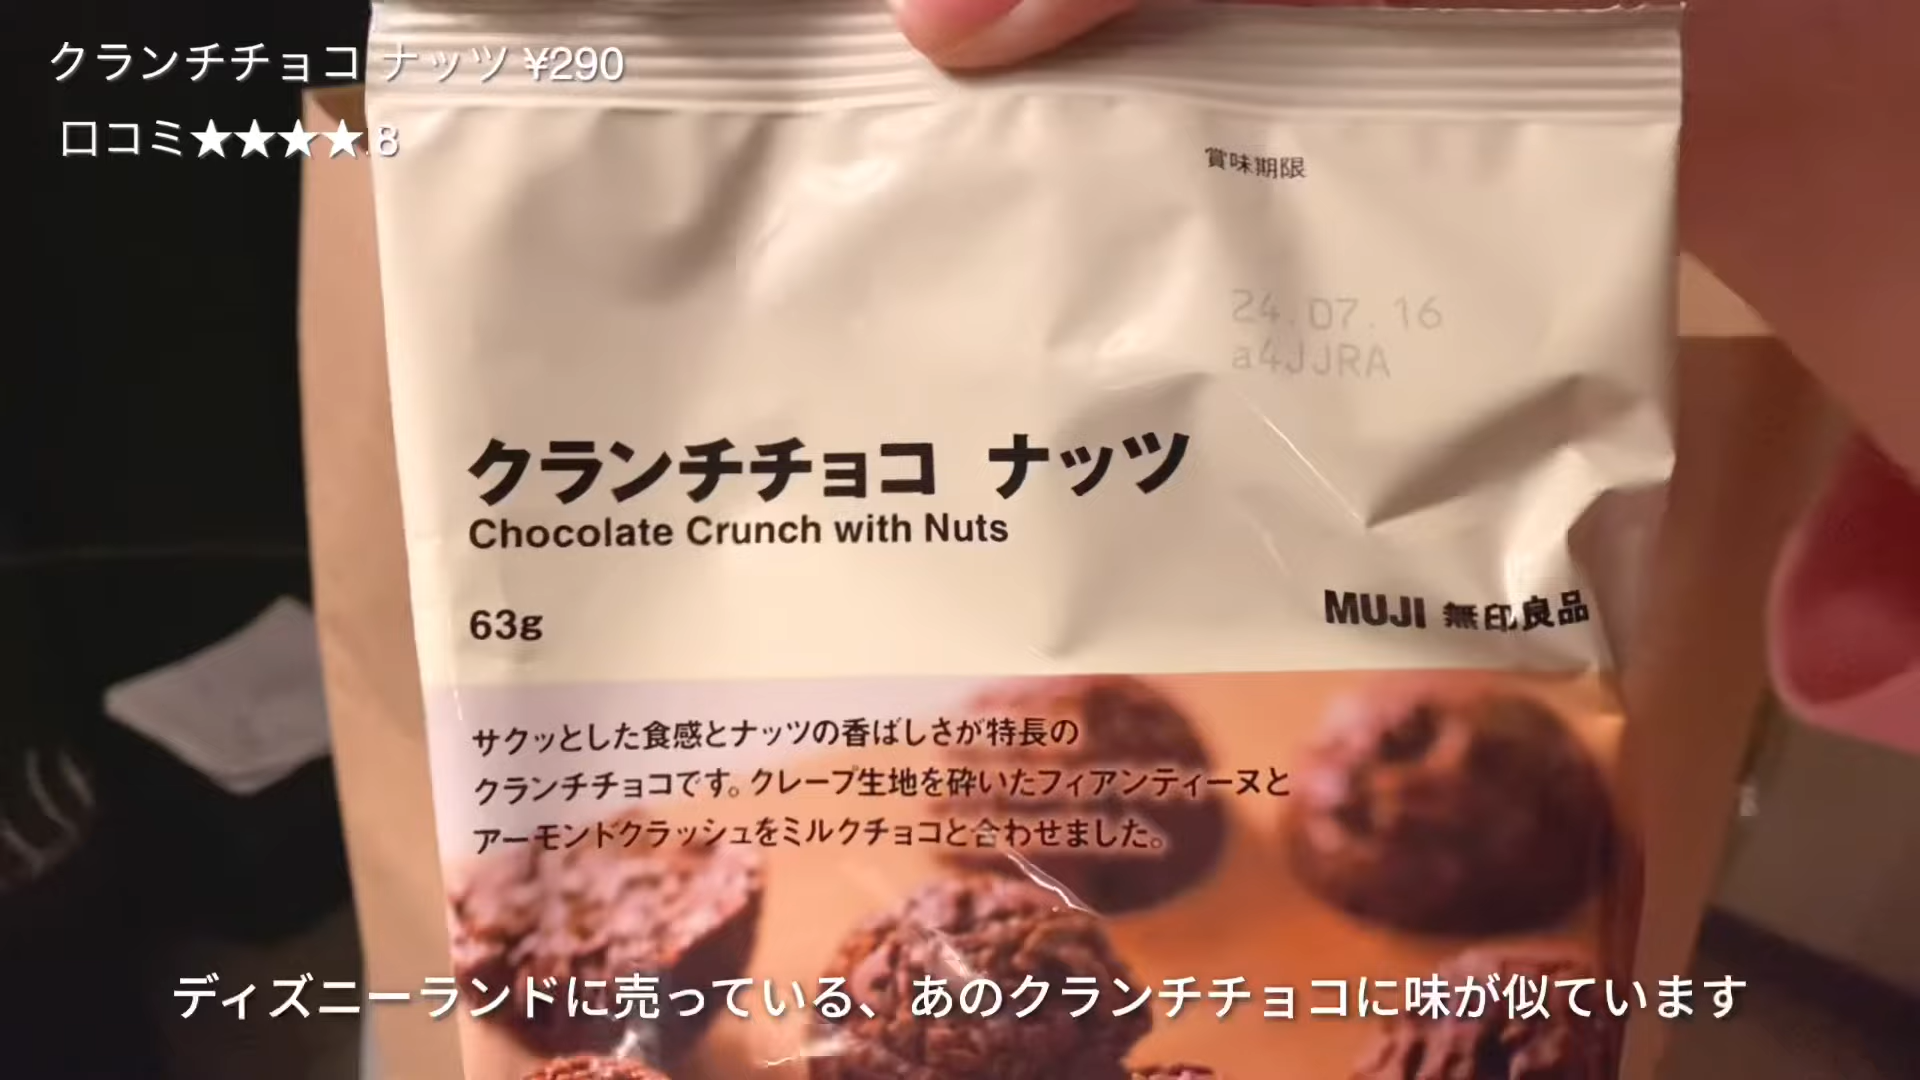 クランチチョコ ナッツ ¥290
口コミ★★★★.8
賞味期限
24.07.16
a4JJRA
クランチチョコ ナッツ
Chocolate Crunch with Nuts
63g
MUJI 無印良品
サクッとした食感とナッツの香ばしさが特長の
クランチチョコです。クレープ生地を砕いたフィアンティーヌと
アーモンドクラッシュをミルクチョコと合わせました。
ディズニーランドに売っている、あのクランチチョコに味が似ています